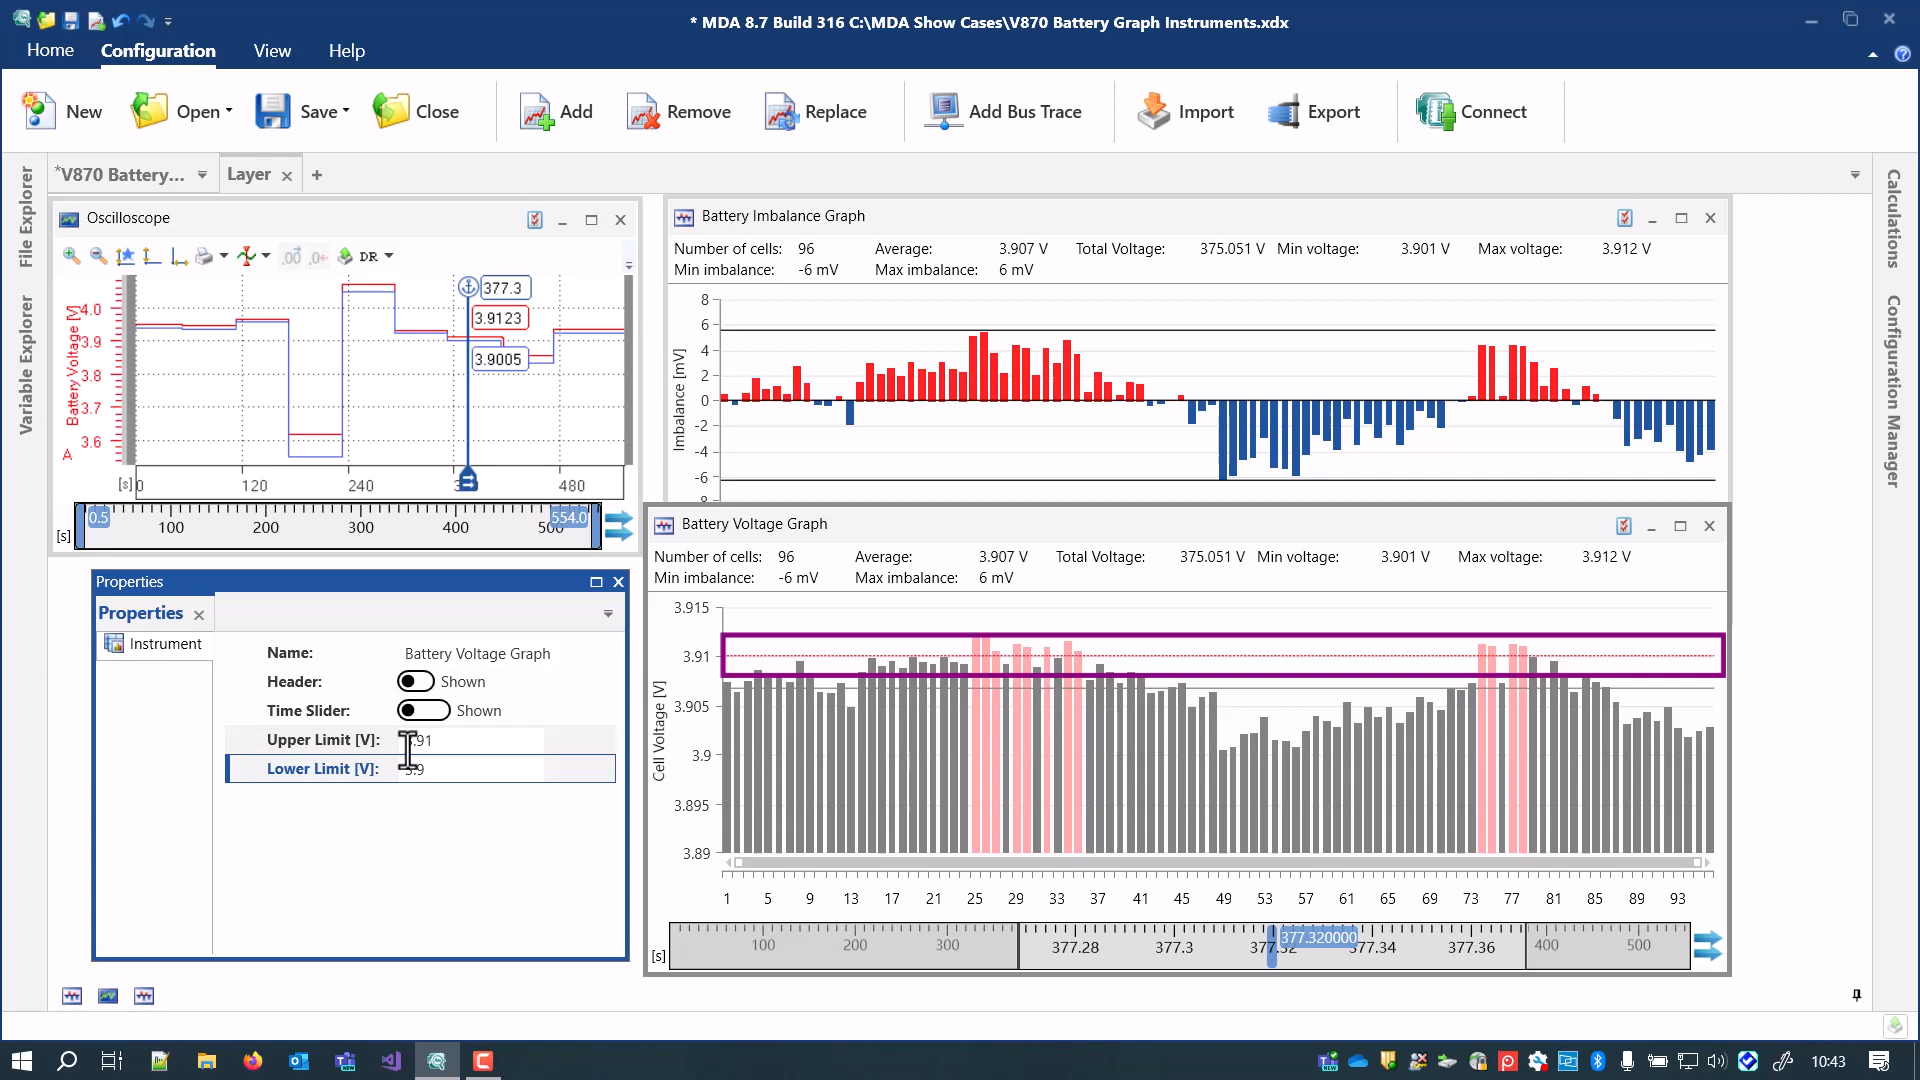 * MDA 8.7 Build 316 C:\MDA Show Cases\V870 Battery Graph Instruments.xdx
Home Configuration View Help
New Open Save Close Add Remove Replace Add Bus Trace Import Export Connect
*V870 Battery... Layer
File Explorer
Variable Explorer
Calculations
Configuration Manager
Oscilloscope
DR
Battery Voltage [V]
4.0
3.9
3.8
3.7
3.6
A
377.3
3.9123
3.9005
[s] 0 120 240 480
0.5 554.0
[s] 100 200 300 400
Battery Imbalance Graph
Number of cells: 96 Average: 3.907 V Total Voltage: 375.051 V Min voltage: 3.901 V Max voltage: 3.912 V
Min imbalance: -6 mV Max imbalance: 6 mV
Imbalance [mV]
8
6
4
2
0
-2
-4
-6
Battery Voltage Graph
Number of cells: 96 Average: 3.907 V Total Voltage: 375.051 V Min voltage: 3.901 V Max voltage: 3.912 V
Min imbalance: -6 mV Max imbalance: 6 mV
Cell Voltage [V]
3.915
3.91
3.905
3.9
3.895
3.89
1 5 9 13 17 21 25 29 33 37 41 45 49 53 57 61 65 69 73 77 81 85 89 93
377.320000
[s] 100 200 300 377.28 377.3 377.34 377.36 400 500
Properties
Properties
Instrument
Name: Battery Voltage Graph
Header: Shown
Time Slider: Shown
Upper Limit [V]: .91
Lower Limit [V]: 3.9
10:43